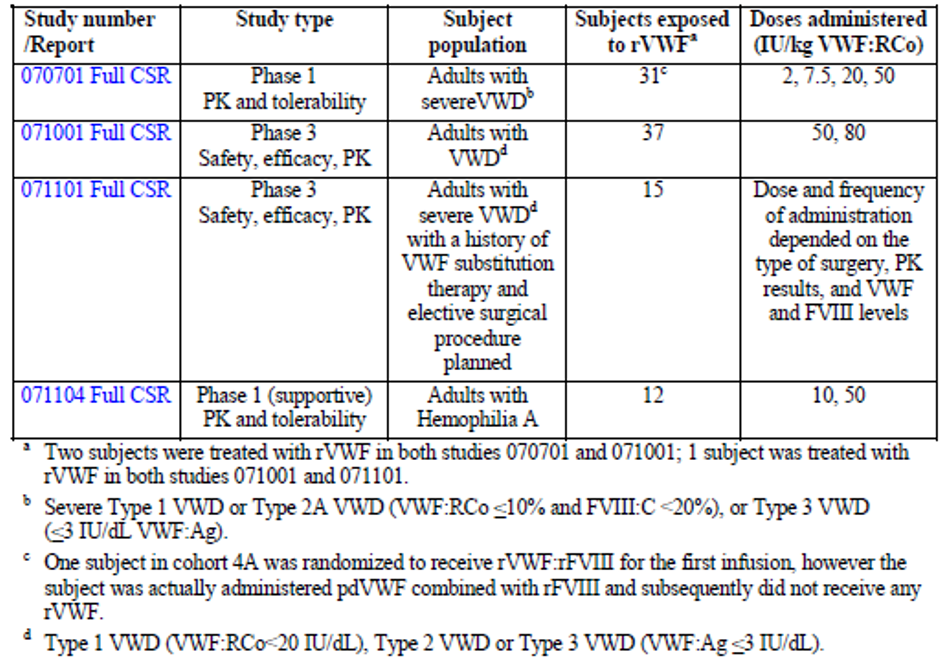 Study number /Report | Study type | Subject population | Subjects exposed to rVWFᵃ | Doses administered (IU/kg VWF:RCo)
070701 Full CSR | Phase 1 PK and tolerability | Adults with severeVWDᵇ | 31ᶜ | 2, 7.5, 20, 50
071001 Full CSR | Phase 3 Safety, efficacy, PK | Adults with VWDᵈ | 37 | 50, 80
071101 Full CSR | Phase 3 Safety, efficacy, PK | Adults with severe VWDᵈ with a history of VWF substitution therapy and elective surgical procedure planned | 15 | Dose and frequency of administration depended on the type of surgery, PK results, and VWF and FVIII levels
071104 Full CSR | Phase 1 (supportive) PK and tolerability | Adults with Hemophilia A | 12 | 10, 50
ᵃ Two subjects were treated with rVWF in both studies 070701 and 071001; 1 subject was treated with
rVWF in both studies 071001 and 071101.
ᵇ Severe Type 1 VWD or Type 2A VWD (VWF:RCo ≤10% and FVIII:C <20%), or Type 3 VWD
(≤3 IU/dL VWF:Ag).
ᶜ One subject in cohort 4A was randomized to receive rVWF:rFVIII for the first infusion, however the
subject was actually administered pdVWF combined with rFVIII and subsequently did not receive any
rVWF.
ᵈ Type 1 VWD (VWF:RCo<20 IU/dL), Type 2 VWD or Type 3 VWD (VWF:Ag ≤3 IU/dL).